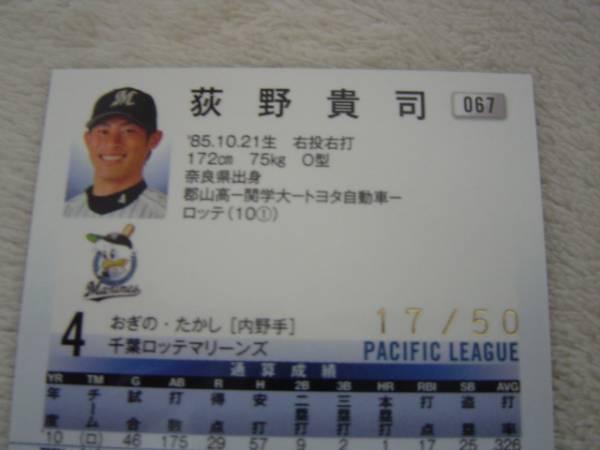 荻野貴司 067
'85.10.21生 右投右打
172cm 75kg O型
奈良県出身
郡山高ー関学大ートヨタ自動車ー
ロッテ(10①)
M
4
Marines
4 おぎの・たかし［内野手］
千葉ロッテマリーンズ
17/50
PACIFIC LEAGUE
通算成績
YR TM G AB R H 2B 3B HR RBI SB AVG
年度 チーム 試合 打数 得点 安打 二塁打 三塁打 本塁打 打点 盗塁 打率
10 (ロ) 46 175 29 57 9 2 1 17 25 .326